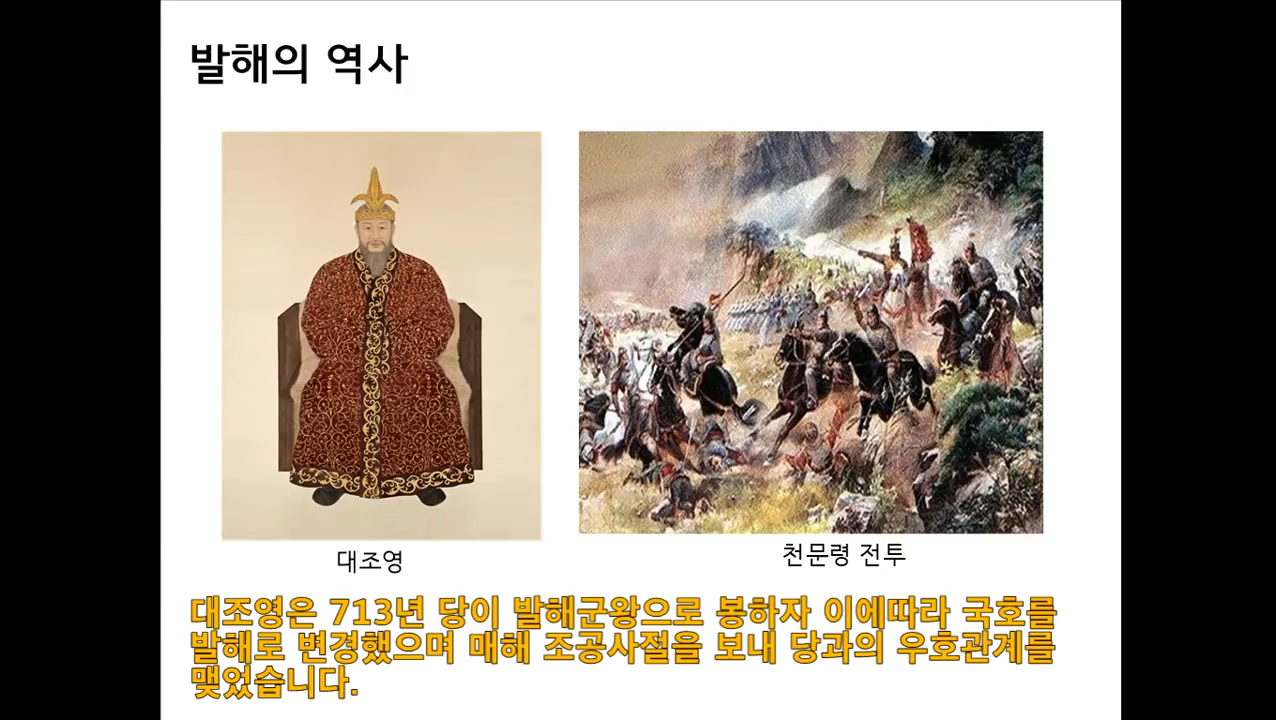 발해의 역사
대조영
천문령 전투
대조영은 713년 당이 발해군왕으로 봉하자 이에따라 국호를
발해로 변경했으며 매해 조공사절을 보내 당과의 우호관계를
맺었습니다.